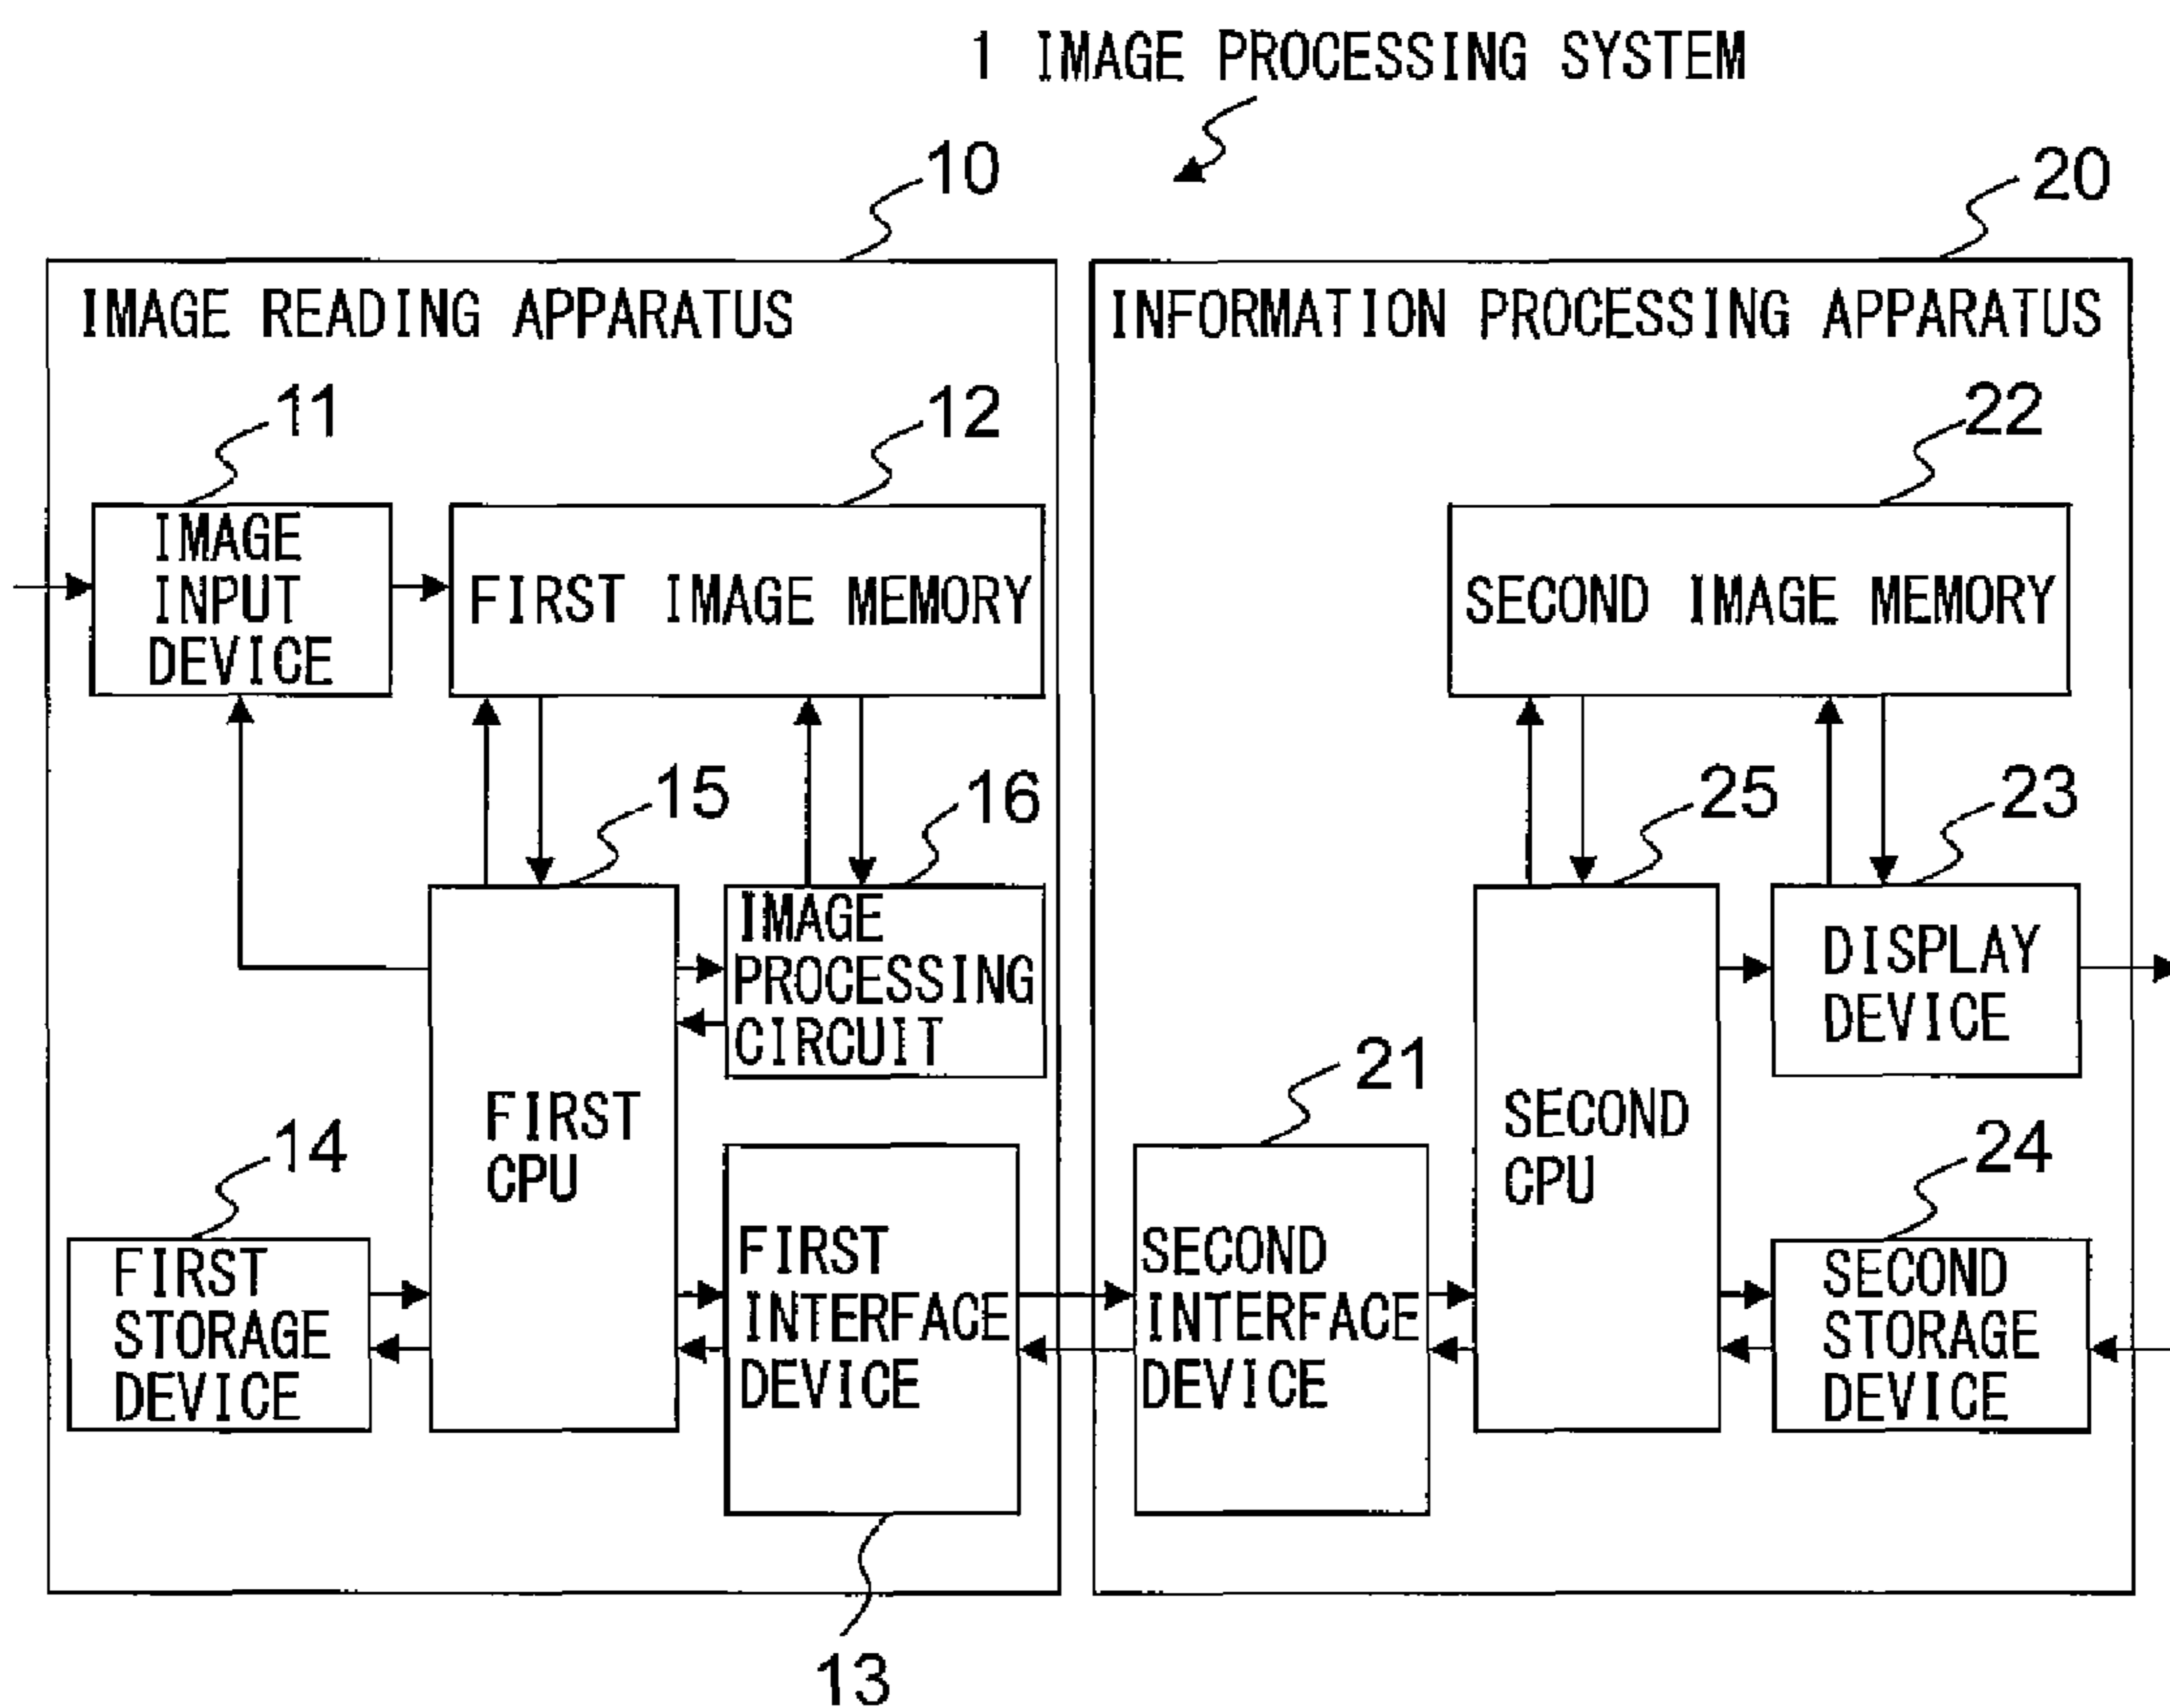 1 IMAGE PROCESSING SYSTEM
10
20
IMAGE READING APPARATUS
INFORMATION PROCESSING APPARATUS
11
12
22
IMAGE
INPUT
DEVICE
FIRST IMAGE MEMORY
SECOND IMAGE MEMORY
15
16
25
23
IMAGE
PROCESSING
CIRCUIT
DISPLAY
DEVICE
FIRST
CPU
21
SECOND
CPU
14
24
FIRST
STORAGE
DEVICE
FIRST
INTERFACE
DEVICE
SECOND
INTERFACE
DEVICE
SECOND
STORAGE
DEVICE
13